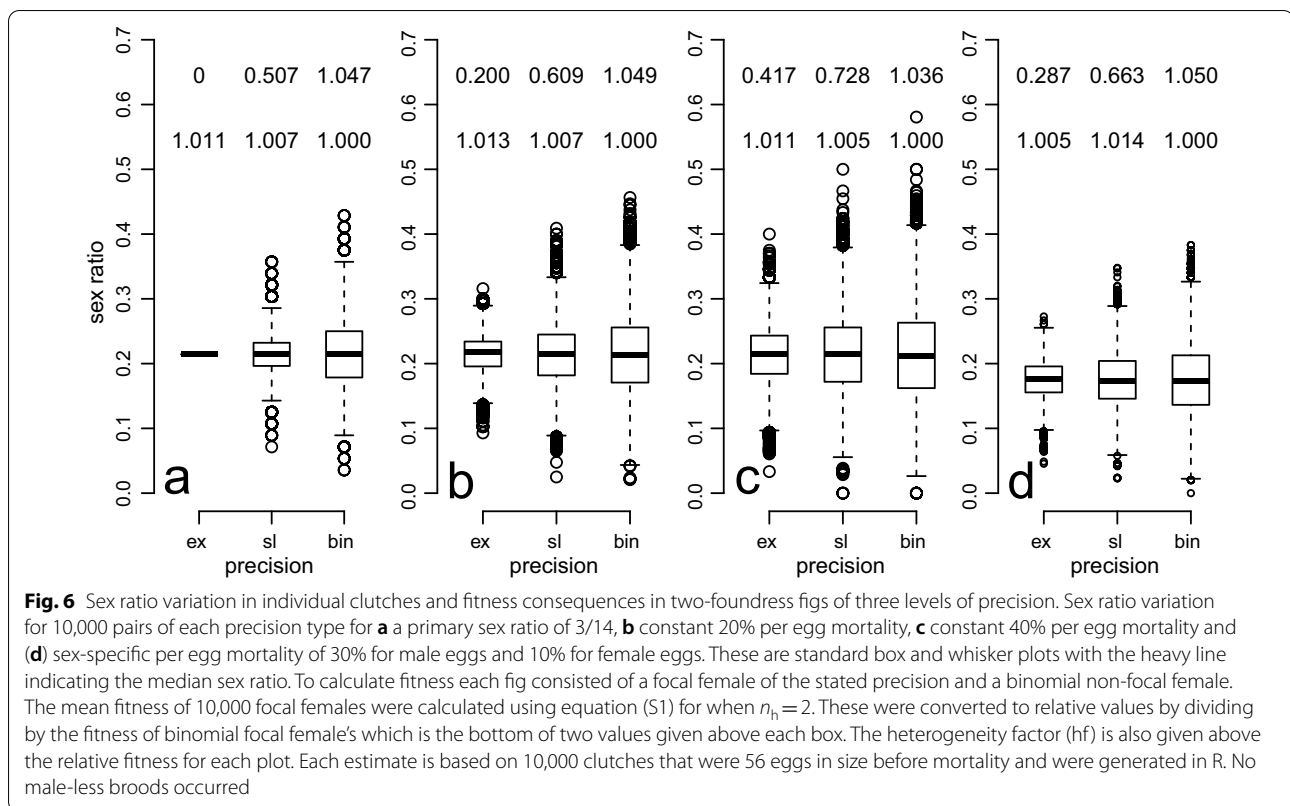 0.7 0.6 0.5 0.4 0.3 0.2 0.1 0.0
sex ratio
0 0.507 1.047
1.011 1.007 1.000
a
ex sl bin
precision
0.7 0.6 0.5 0.4 0.3 0.2 0.1 0.0
0.200 0.609 1.049
1.013 1.007 1.000
b
ex sl bin
precision
0.7 0.6 0.5 0.4 0.3 0.2 0.1 0.0
0.417 0.728 1.036
1.011 1.005 1.000
c
ex sl bin
precision
0.7 0.6 0.5 0.4 0.3 0.2 0.1 0.0
0.287 0.663 1.050
1.005 1.014 1.000
d
ex sl bin
precision
Fig. 6 Sex ratio variation in individual clutches and fitness consequences in two-foundress figs of three levels of precision. Sex ratio variation
for 10,000 pairs of each precision type for a a primary sex ratio of 3/14, b constant 20% per egg mortality, c constant 40% per egg mortality and
(d) sex-specific per egg mortality of 30% for male eggs and 10% for female eggs. These are standard box and whisker plots with the heavy line
indicating the median sex ratio. To calculate fitness each fig consisted of a focal female of the stated precision and a binomial non-focal female.
The mean fitness of 10,000 focal females were calculated using equation (S1) for when nh = 2. These were converted to relative values by dividing
by the fitness of binomial focal female's which is the bottom of two values given above each box. The heterogeneity factor (hf) is also given above
the relative fitness for each plot. Each estimate is based on 10,000 clutches that were 56 eggs in size before mortality and were generated in R. No
male-less broods occurred